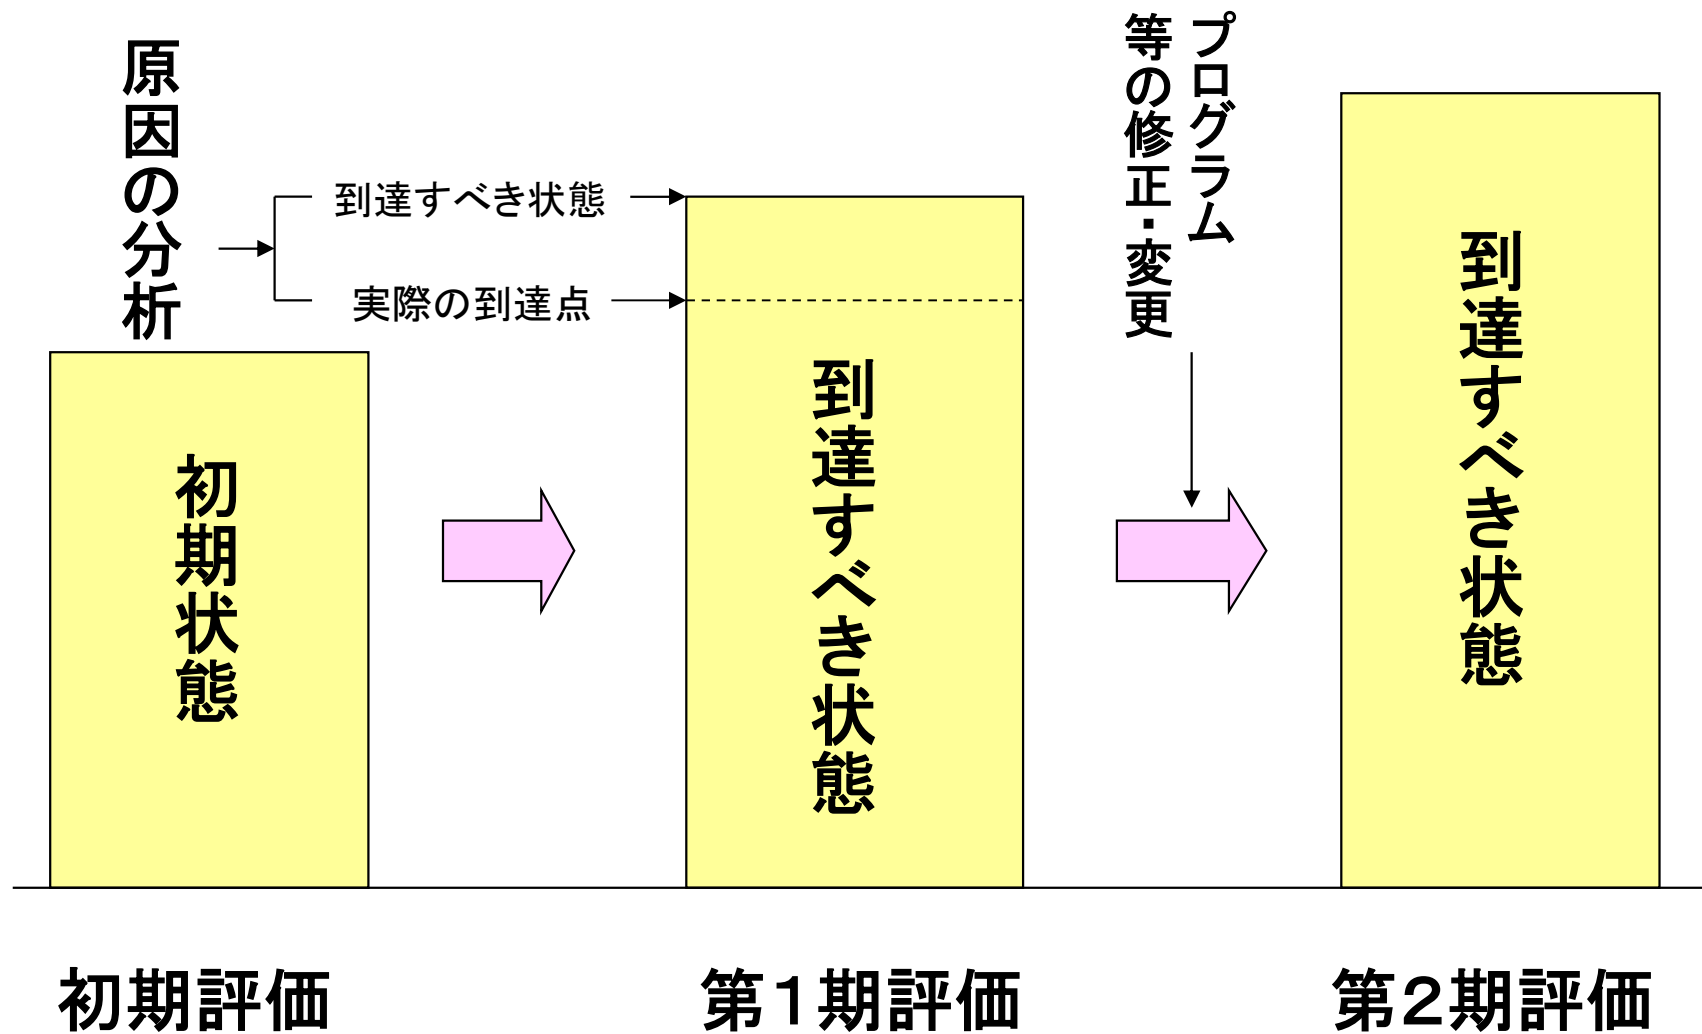 原因の分析
到達すべき状態
実際の到達点
プログラム
等の修正・変更
初期状態
到達すべき状態
到達すべき状態
初期評価
第１期評価
第２期評価